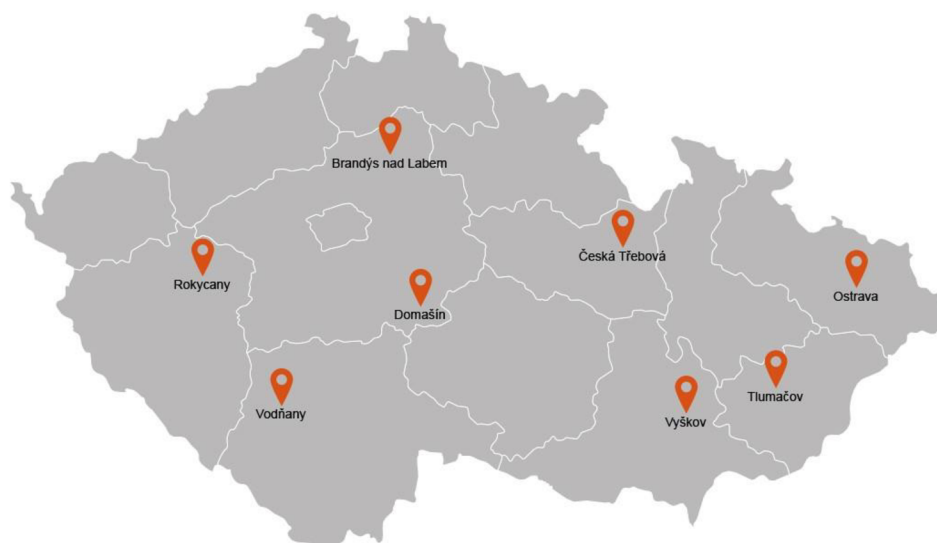 Brandýs nad Labem
Česká Třebová
Rokycany
Ostrava
Domašín
Tlumačov
Vodňany
Vyškov